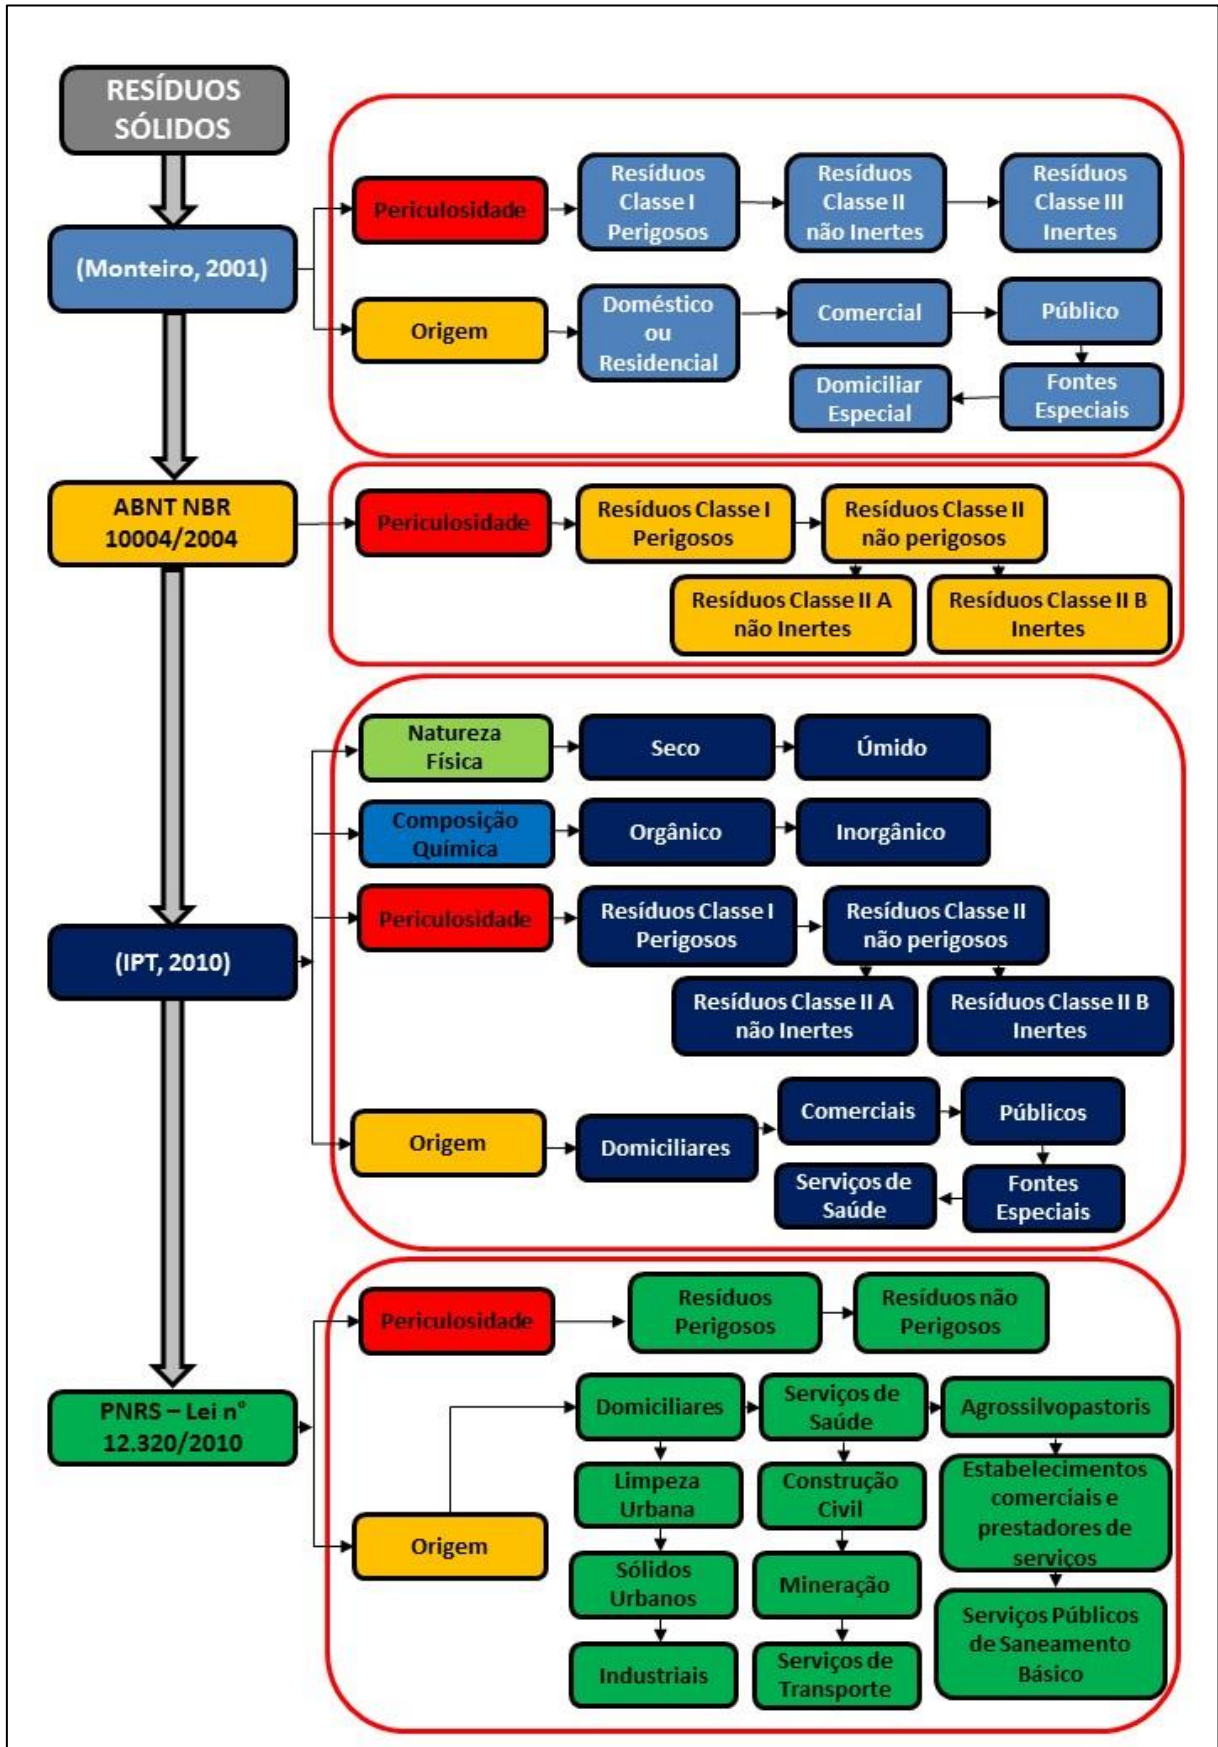 RESÍDUOS
SÓLIDOS
(Monteiro, 2001)
Periculosidade
Resíduos
Classe I
Perigosos
Resíduos
Classe II
não Inertes
Resíduos
Classe III
Inertes
Origem
Doméstico
ou
Residencial
Comercial
Público
Fontes
Especiais
Domiciliar
Especial
ABNT NBR
10004/2004
Periculosidade
Resíduos Classe I
Perigosos
Resíduos Classe II
não perigosos
Resíduos Classe II A
não Inertes
Resíduos Classe II B
Inertes
(IPT, 2010)
Natureza
Física
Seco
Úmido
Composição
Química
Orgânico
Inorgânico
Periculosidade
Resíduos Classe I
Perigosos
Resíduos Classe II
não perigosos
Resíduos Classe II A
não Inertes
Resíduos Classe II B
Inertes
Origem
Domiciliares
Comerciais
Públicos
Fontes
Especiais
Serviços de
Saúde
PNRS – Lei n°
12.320/2010
Periculosidade
Resíduos
Perigosos
Resíduos não
Perigosos
Origem
Domiciliares
Limpeza
Urbana
Sólidos
Urbanos
Industriais
Serviços de
Saúde
Construção
Civil
Mineração
Serviços de
Transporte
Agrossilvopastoris
Estabelecimentos
comerciais e
prestadores de
serviços
Serviços Públicos
de Saneamento
Básico